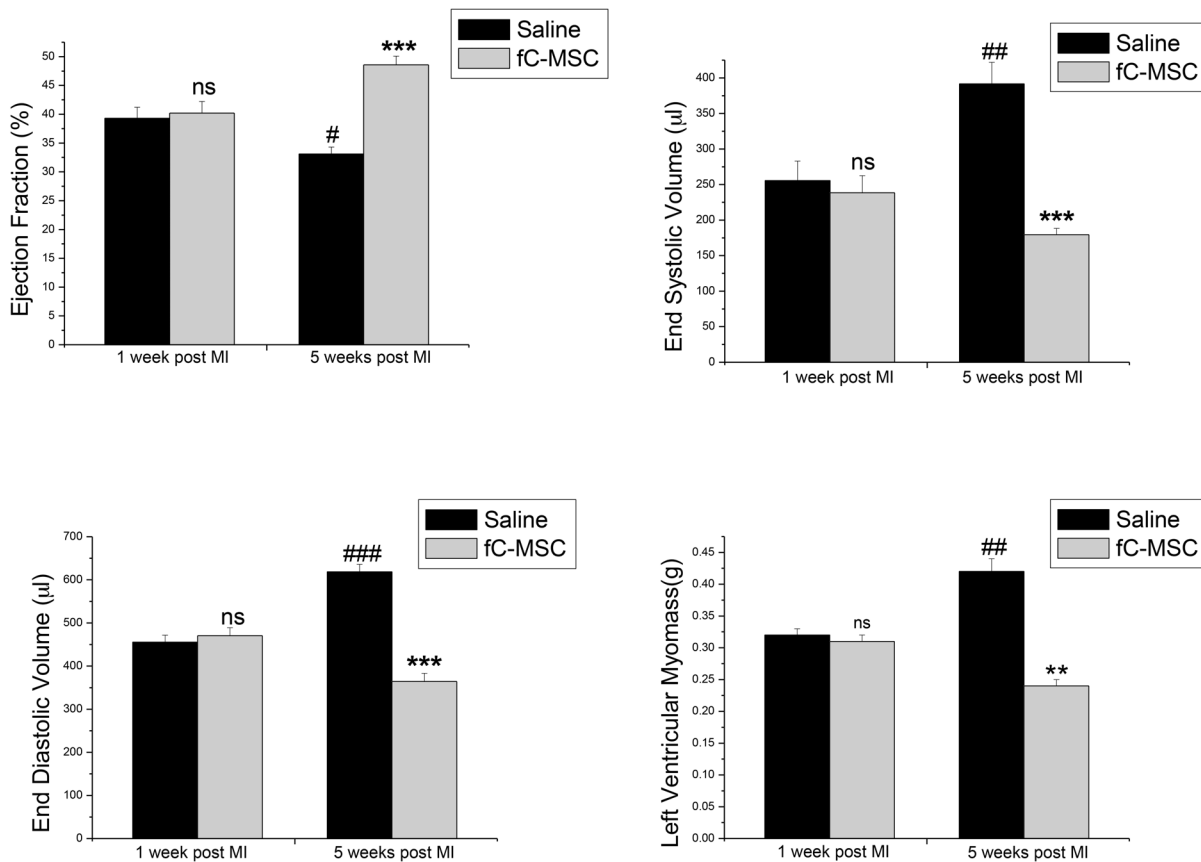 Saline
fC-MSC
Ejection Fraction (%)
50
45
40
35
30
25
20
15
10
5
0
ns
#
***
1 week post MI
5 weeks post MI
Saline
fC-MSC
End Systolic Volume (µl)
400
350
300
250
200
150
100
50
0
ns
##
***
1 week post MI
5 weeks post MI
Saline
fC-MSC
End Diastolic Volume (µl)
700
600
500
400
300
200
100
0
ns
###
***
1 week post MI
5 weeks post MI
Saline
fC-MSC
Left Ventricular Myomass(g)
0.45
0.40
0.35
0.30
0.25
0.20
0.15
0.10
0.05
0.00
ns
##
**
1 week post MI
5 weeks post MI